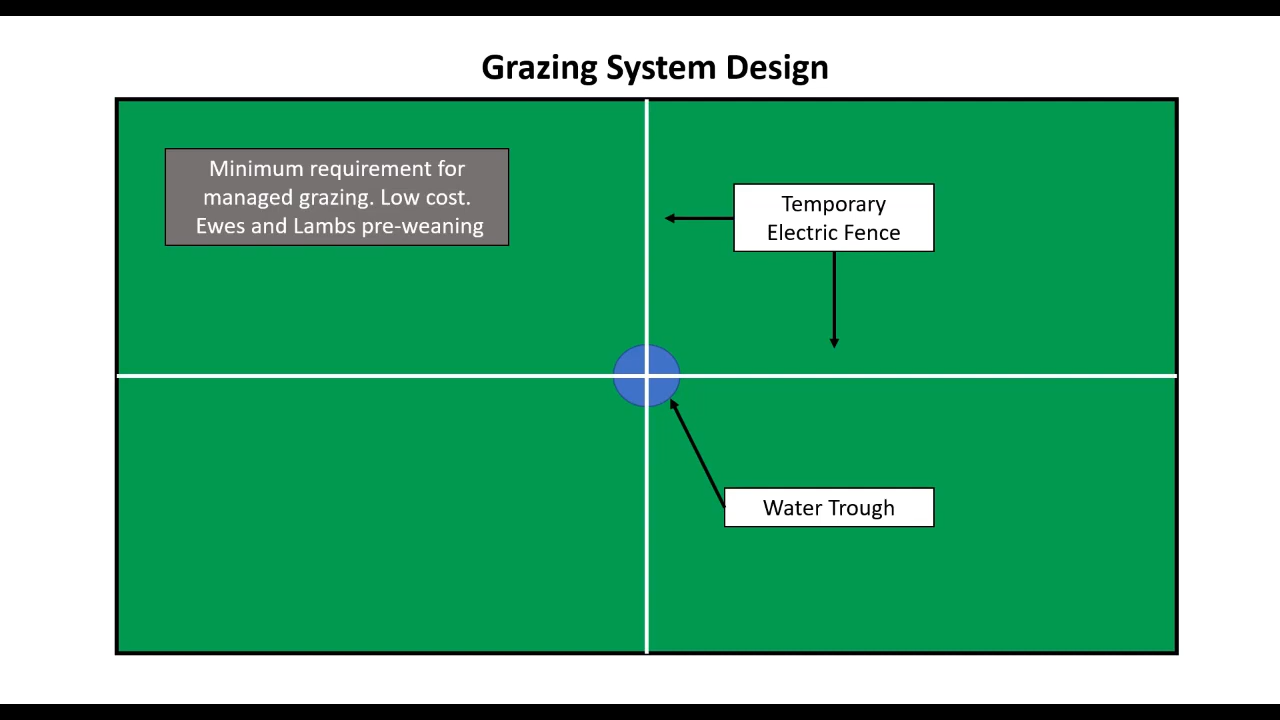 Grazing System Design
Minimum requirement for
managed grazing. Low cost.
Ewes and Lambs pre-weaning
Temporary
Electric Fence
Water Trough